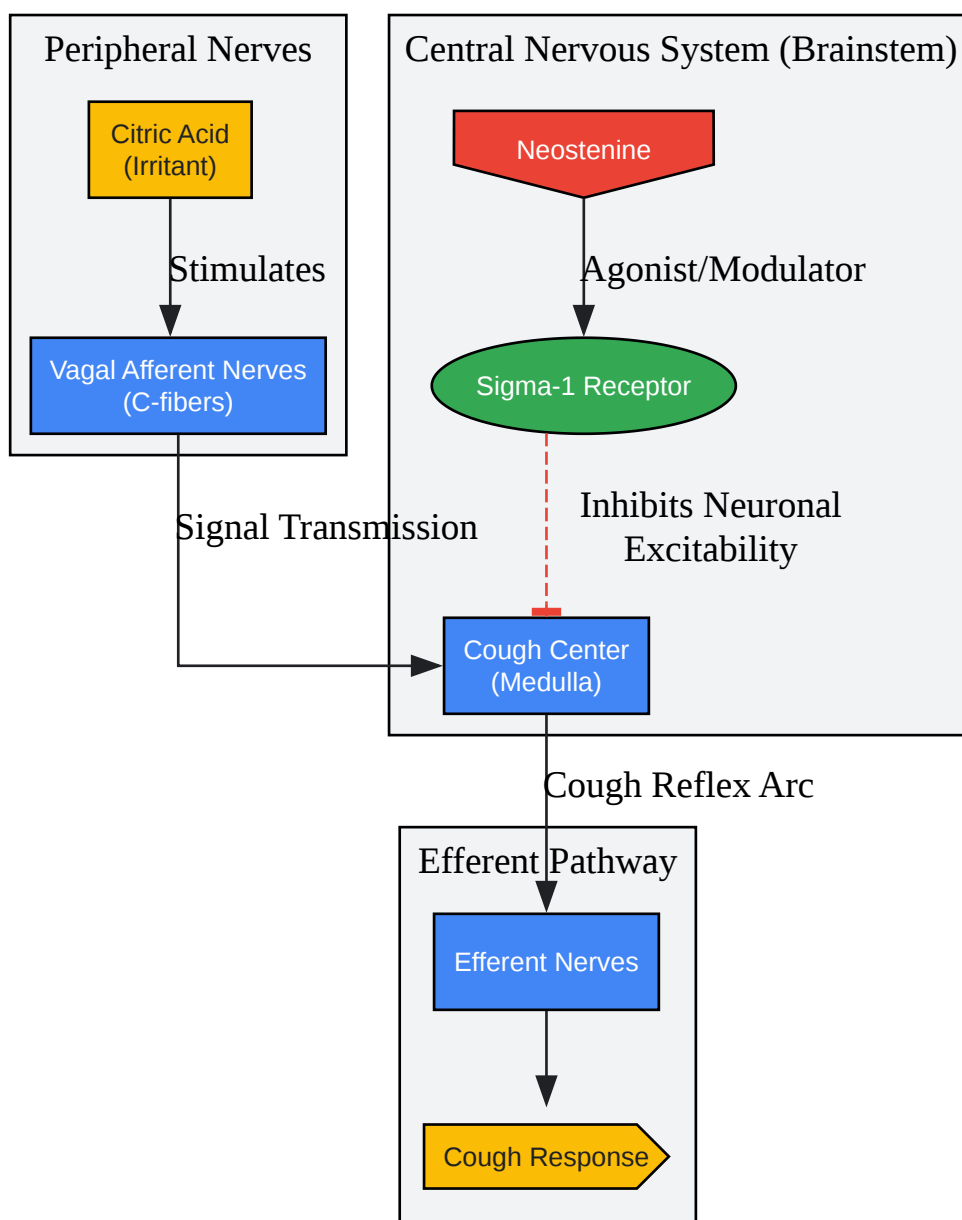 Peripheral Nerves
Citric Acid
(Irritant)
Stimulates
Vagal Afferent Nerves
(C-fibers)
Signal Transmission
Central Nervous System (Brainstem)
Neostenine
Agonist/Modulator
Sigma-1 Receptor
Inhibits Neuronal
Excitability
Cough Center
(Medulla)
Cough Reflex Arc
Efferent Pathway
Efferent Nerves
Cough Response